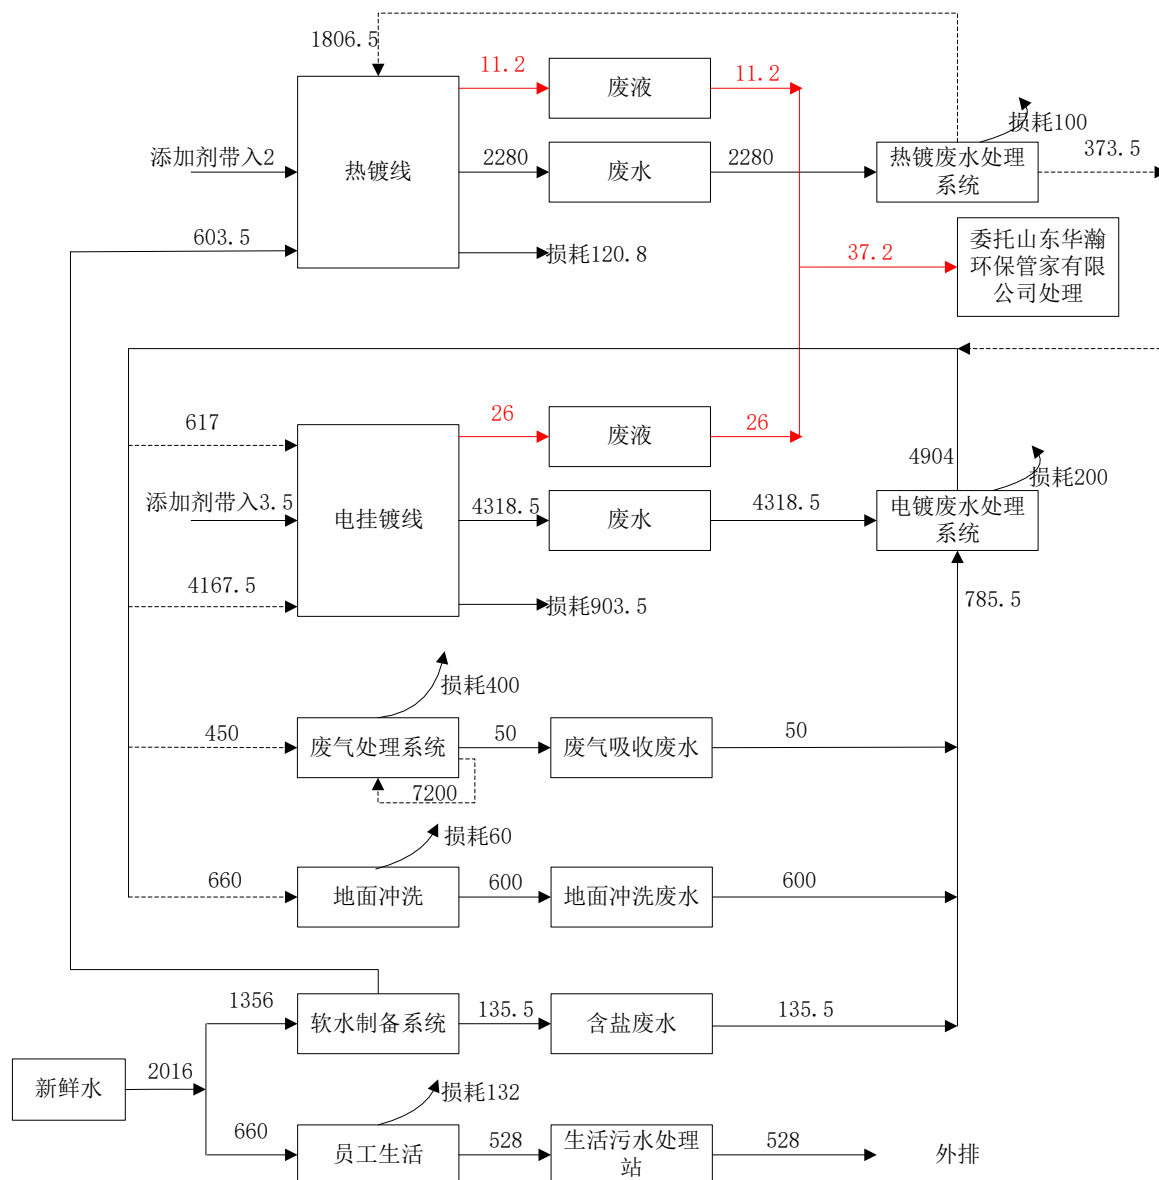 1806.5
11.2
废液
11.2
损耗100
添加剂带入2
热镀线
2280
废水
2280
热镀废水处理
系统
373.5
603.5
损耗120.8
37.2
委托山东华瀚
环保管家有限
公司处理
617
26
废液
26
4904
损耗200
添加剂带入3.5
电挂镀线
4318.5
废水
4318.5
电镀废水处理
系统
4167.5
损耗903.5
785.5
损耗400
450
废气处理系统
50
废气吸收废水
50
7200
损耗60
660
地面冲洗
600
地面冲洗废水
600
1356
软水制备系统
135.5
含盐废水
135.5
新鲜水
2016
损耗132
660
员工生活
528
生活污水处理
站
528
外排